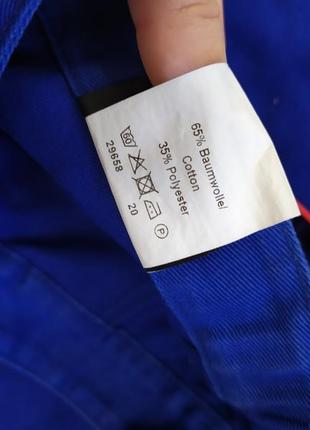 65% Baumwolle/
Cotton
35% Polyester
60
P
29658
20